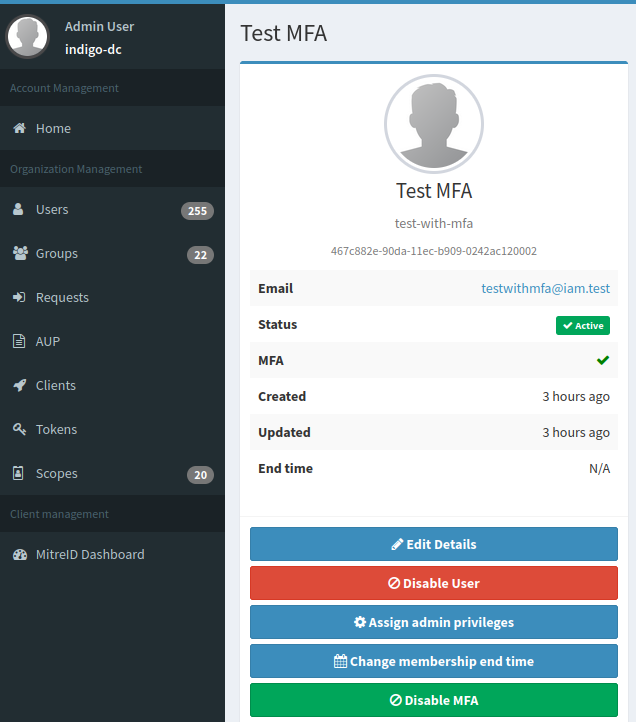 Admin User
indigo-dc
Account Management
Home
Organization Management
Users 255
Groups 22
Requests
AUP
Clients
Tokens
Scopes 20
Client management
MitreID Dashboard
Test MFA
Test MFA
test-with-mfa
467c882e-90da-11ec-b909-0242ac120002
Email testwithmfa@iam.test
Status Active
MFA
Created 3 hours ago
Updated 3 hours ago
End time N/A
Edit Details
Disable User
Assign admin privileges
Change membership end time
Disable MFA